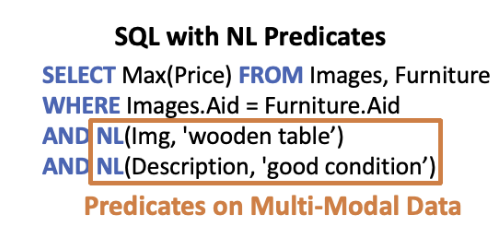 SQL with NL Predicates
SELECT Max(Price) FROM Images, Furniture
WHERE Images.Aid = Furniture.Aid
AND NL(Img, 'wooden table’)
AND NL(Description, 'good condition’)
Predicates on Multi-Modal Data